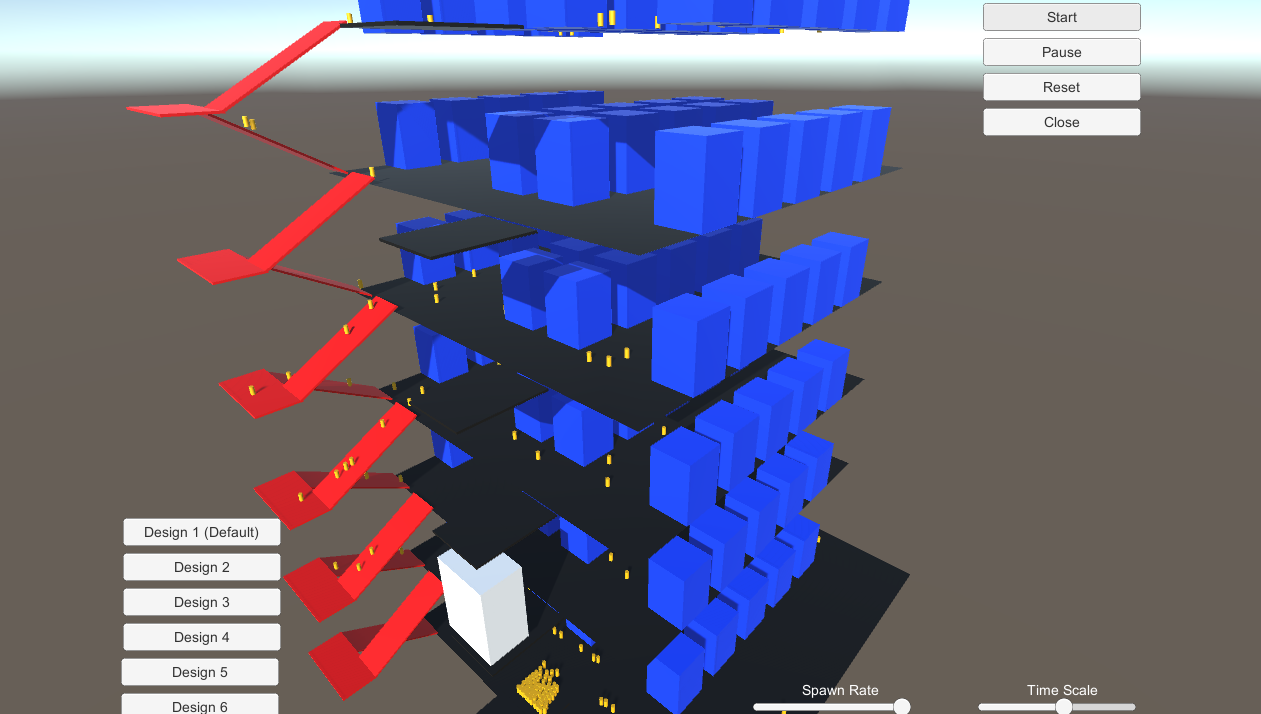 Start
Pause
Reset
Close
Design 1 (Default)
Design 2
Design 3
Design 4
Design 5
Design 6
Spawn Rate
Time Scale